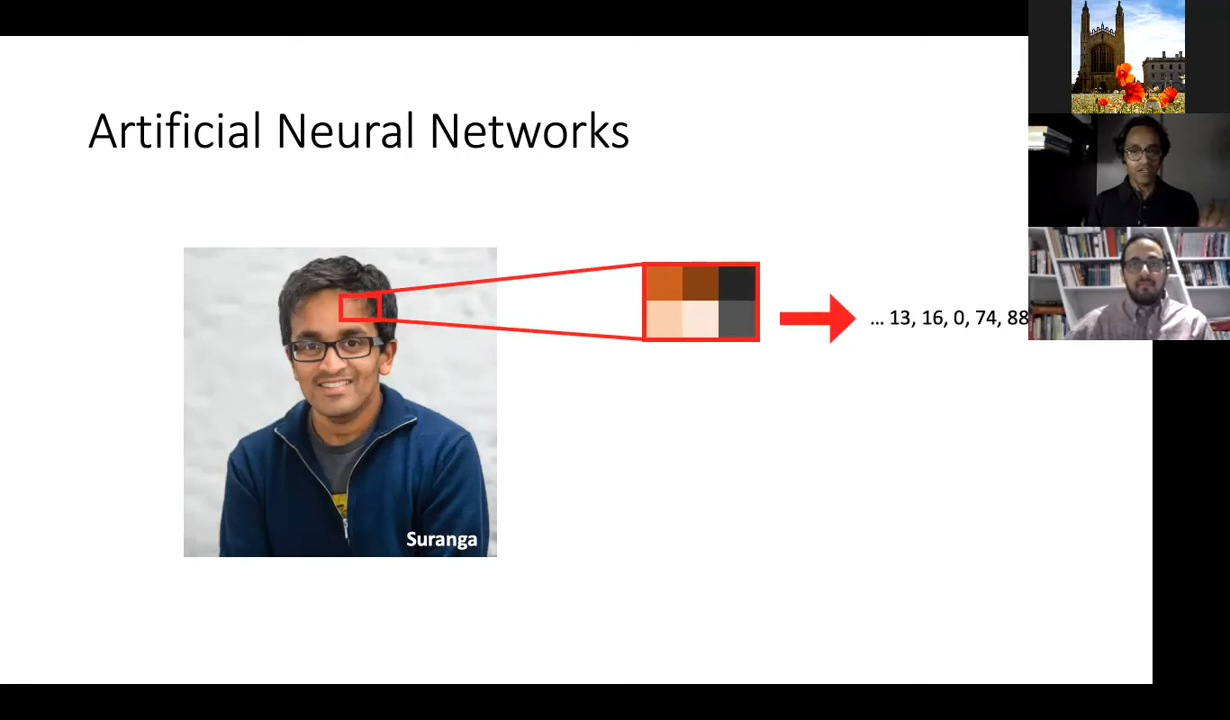 Artificial Neural Networks
... 13, 16, 0, 74, 88
Suranga